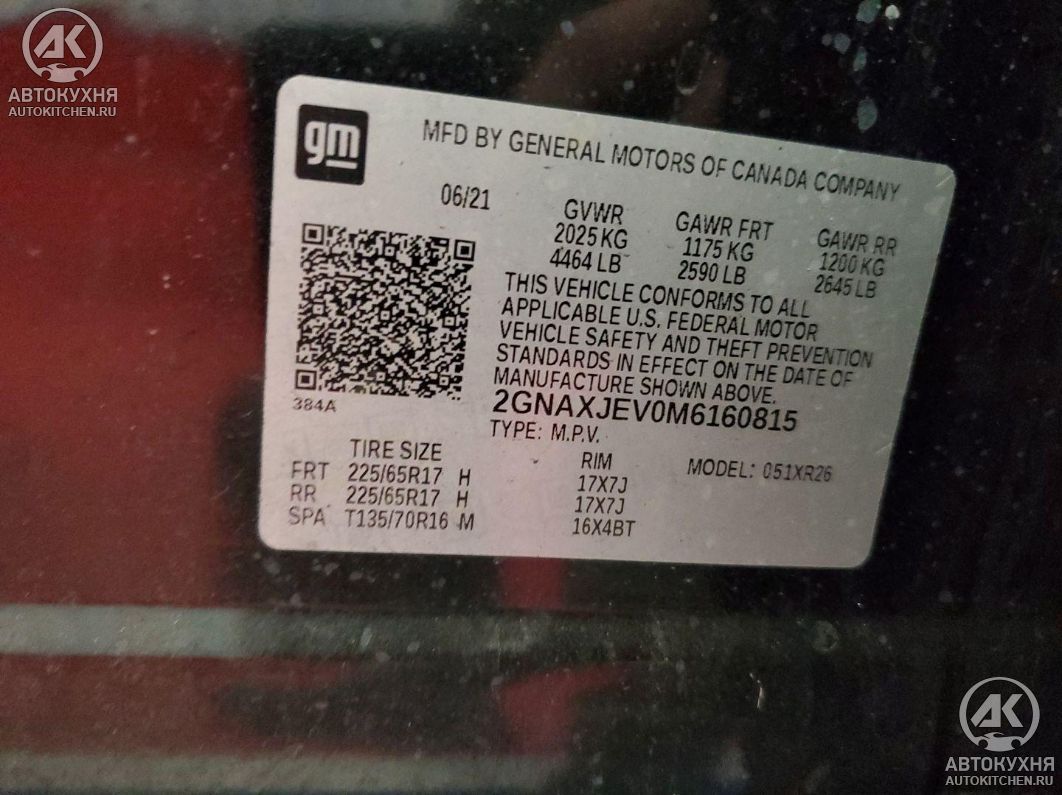 АК
АВТОКУХНЯ
AUTOKITCHEN.RU
gm
MFD BY GENERAL MOTORS OF CANADA COMPANY
06/21
GVWR GAWR FRT GAWR RR
2025 KG 1175 KG 1200 KG
4464 LB 2590 LB 2645 LB
THIS VEHICLE CONFORMS TO ALL
APPLICABLE U.S. FEDERAL MOTOR
VEHICLE SAFETY AND THEFT PREVENTION
STANDARDS IN EFFECT ON THE DATE OF
MANUFACTURE SHOWN ABOVE.
384A
2GNAXJEV0M6160815
TYPE: M.P.V.
TIRE SIZE RIM MODEL: 051XR26
FRT 225/65R17 H 17X7J
RR 225/65R17 H 17X7J
SPA T135/70R16 M 16X4BT
АК
АВТОКУХНЯ
AUTOKITCHEN.RU